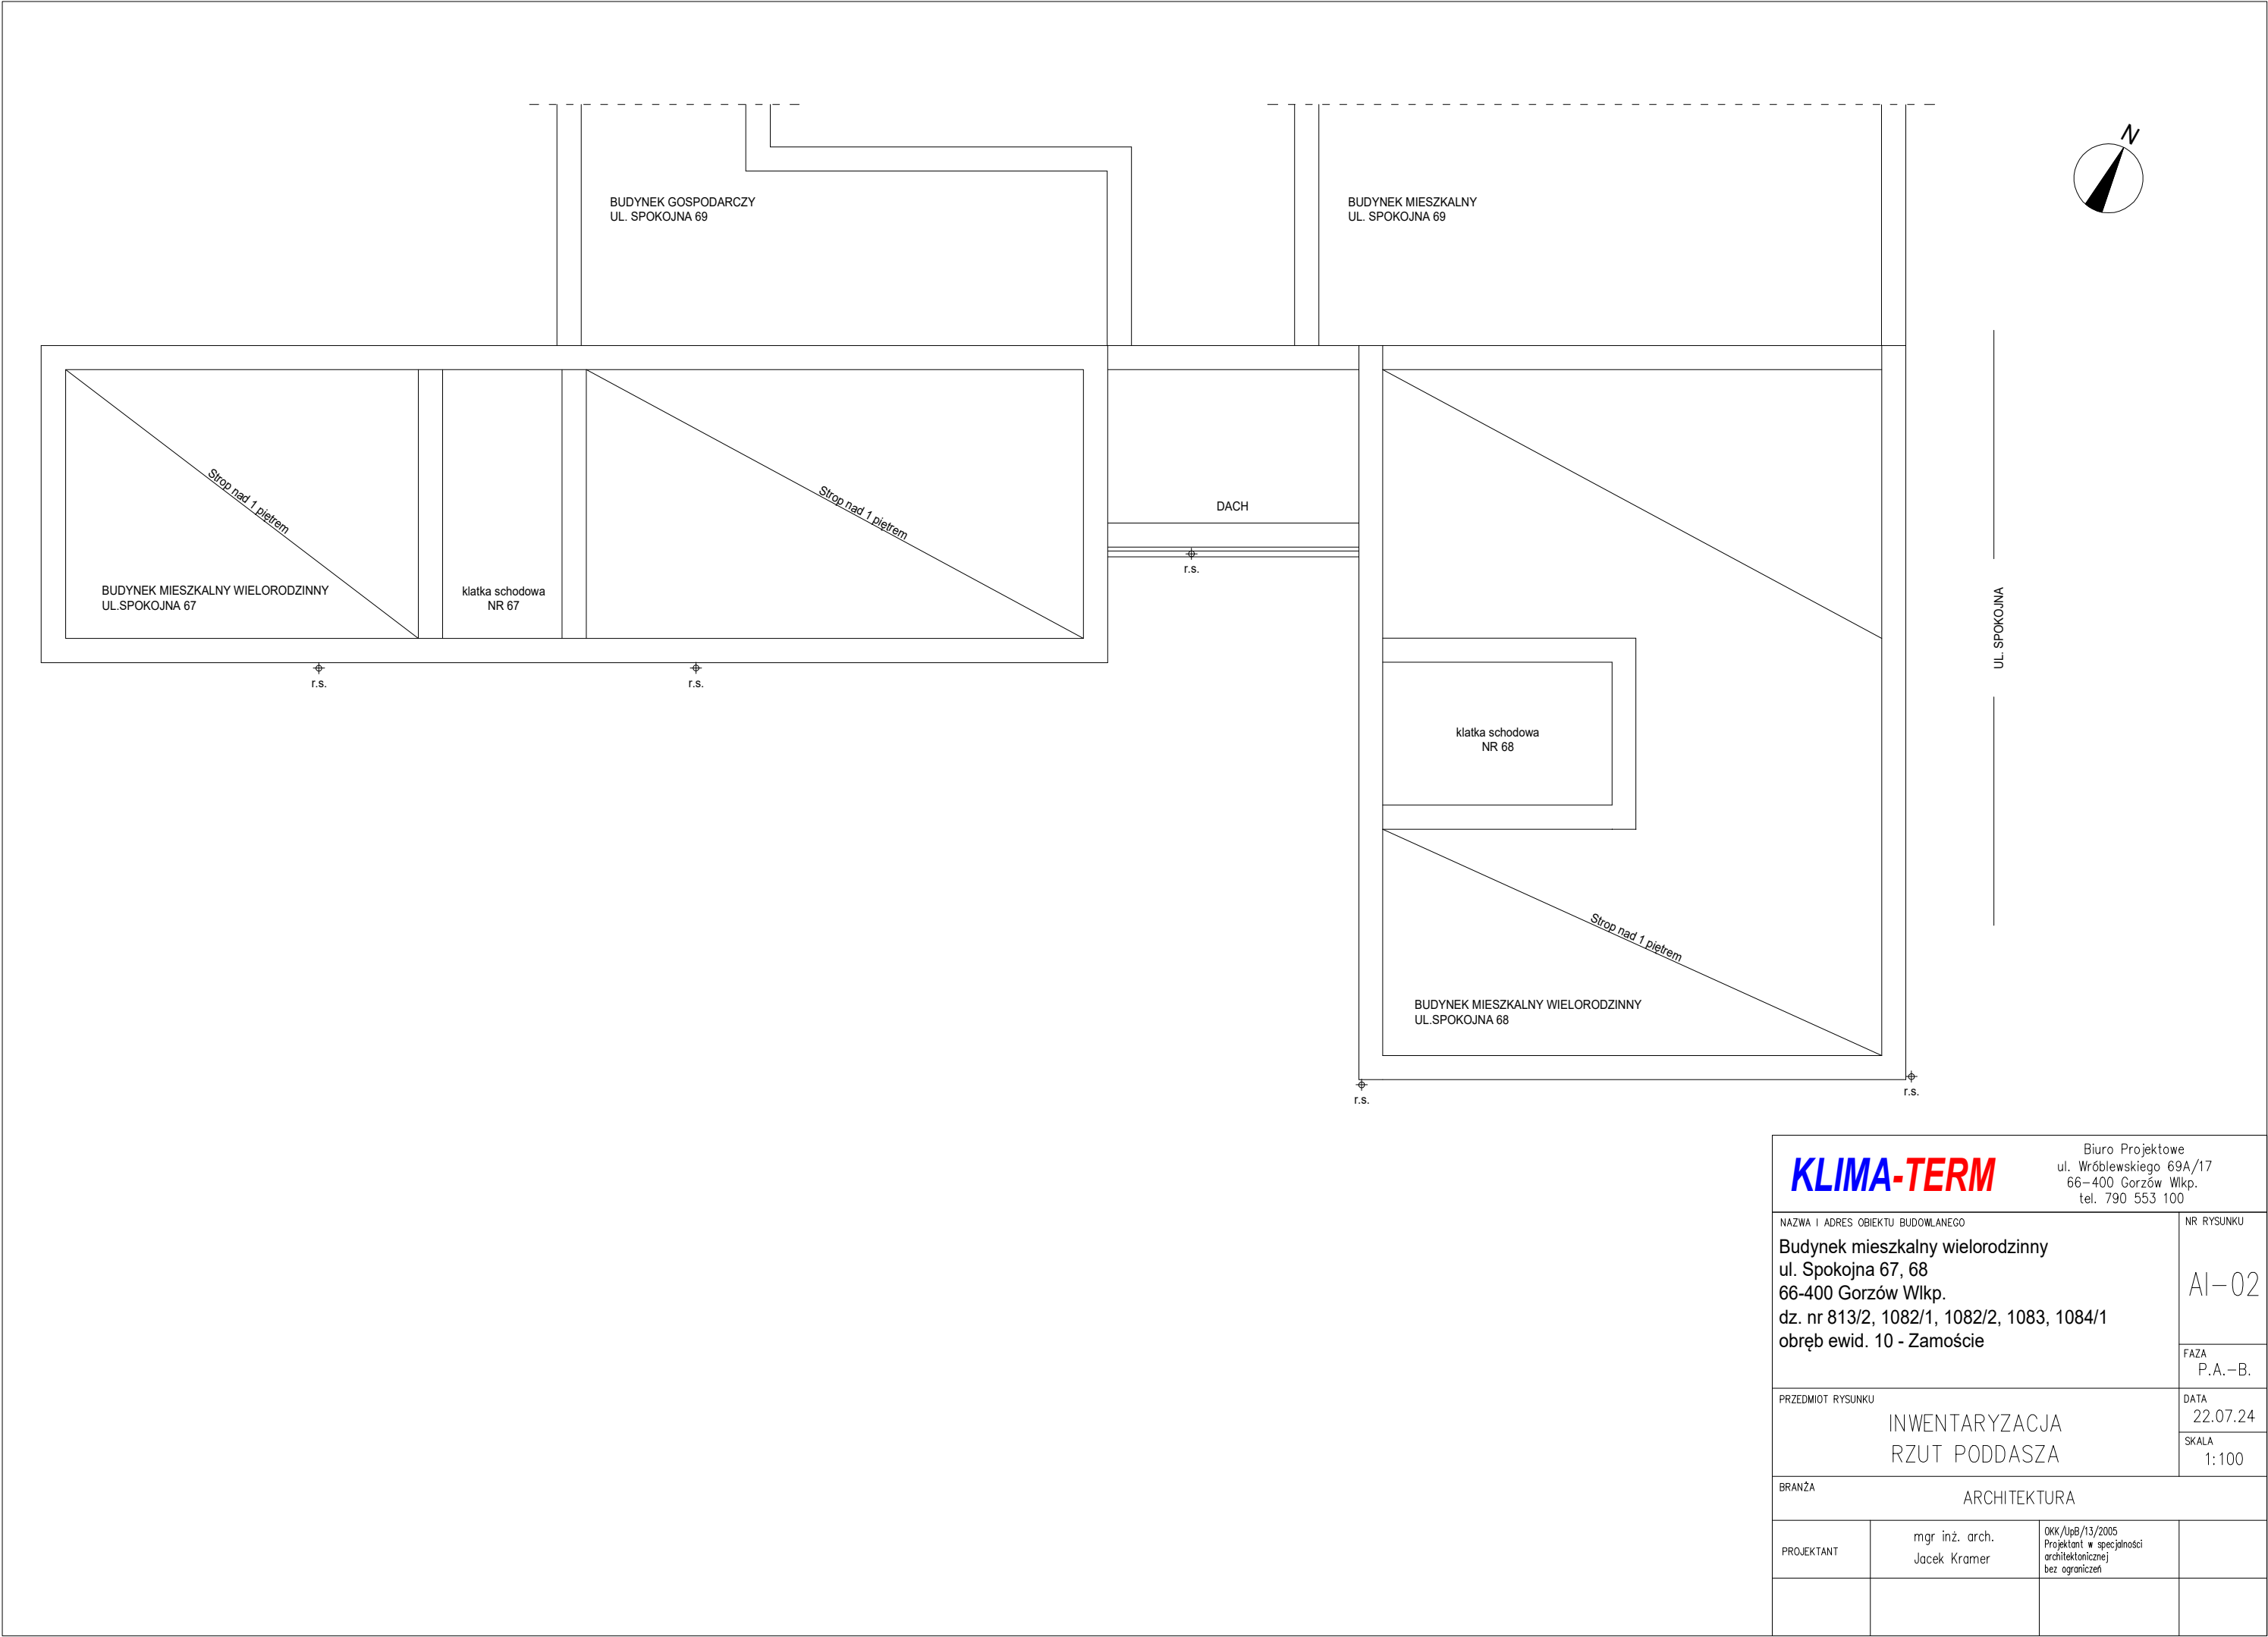 N
BUDYNEK GOSPODARCZY
UL. SPOKOJNA 69
BUDYNEK MIESZKALNY
UL. SPOKOJNA 69
Strop nad 1 piętrem
Strop nad 1 piętrem
DACH
r.s.
BUDYNEK MIESZKALNY WIELORODZINNY
UL.SPOKOJNA 67
klatka schodowa
NR 67
UL. SPOKOJNA
r.s.
r.s.
klatka schodowa
NR 68
Strop nad 1 piętrem
BUDYNEK MIESZKALNY WIELORODZINNY
UL.SPOKOJNA 68
r.s.
r.s.
KLIMA-TERM
Biuro Projektowe
ul. Wróblewskiego 69A/17
66-400 Gorzów Wlkp.
tel. 790 553 100
NAZWA I ADRES OBIEKTU BUDOWLANEGO
Budynek mieszkalny wielorodzinny
ul. Spokojna 67, 68
66-400 Gorzów Wlkp.
dz. nr 813/2, 1082/1, 1082/2, 1083, 1084/1
obręb ewid. 10 - Zamoście
NR RYSUNKU
AI-02
FAZA
P.A.-B.
PRZEDMIOT RYSUNKU
INWENTARYZACJA
RZUT PODDASZA
DATA
22.07.24
SKALA
1:100
BRANŻA
ARCHITEKTURA
PROJEKTANT
mgr inż. arch.
Jacek Kramer
OKK/UpB/13/2005
Projektant w specjalności
architektonicznej
bez ograniczeń